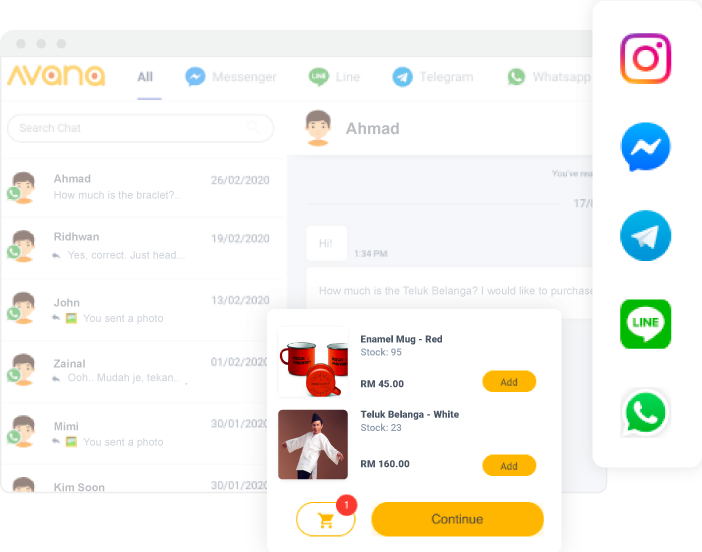 AVANA
All
Messenger
LINE
Line
Telegram
Whatsapp
Search Chat
Ahmad
Ahmad
26/02/2020
How much is the braclet?..
You've rea
17/
Ridhwan
19/02/2020
Yes, correct. Just head...
Hi!
1:34 PM
John
13/02/2020
You sent a photo
How much is the Teluk Belanga? I would like to purchase
Zainal
01/02/2020
Ooh.. Mudah je, tekan.. .
Mimi
30/01/2020
You sent a photo
Kim Soon
30/01/2020
Enamel Mug - Red
Stock: 95
RM 45.00
Add
Teluk Belanga - White
Stock: 23
RM 160.00
Add
1
Continue
LINE